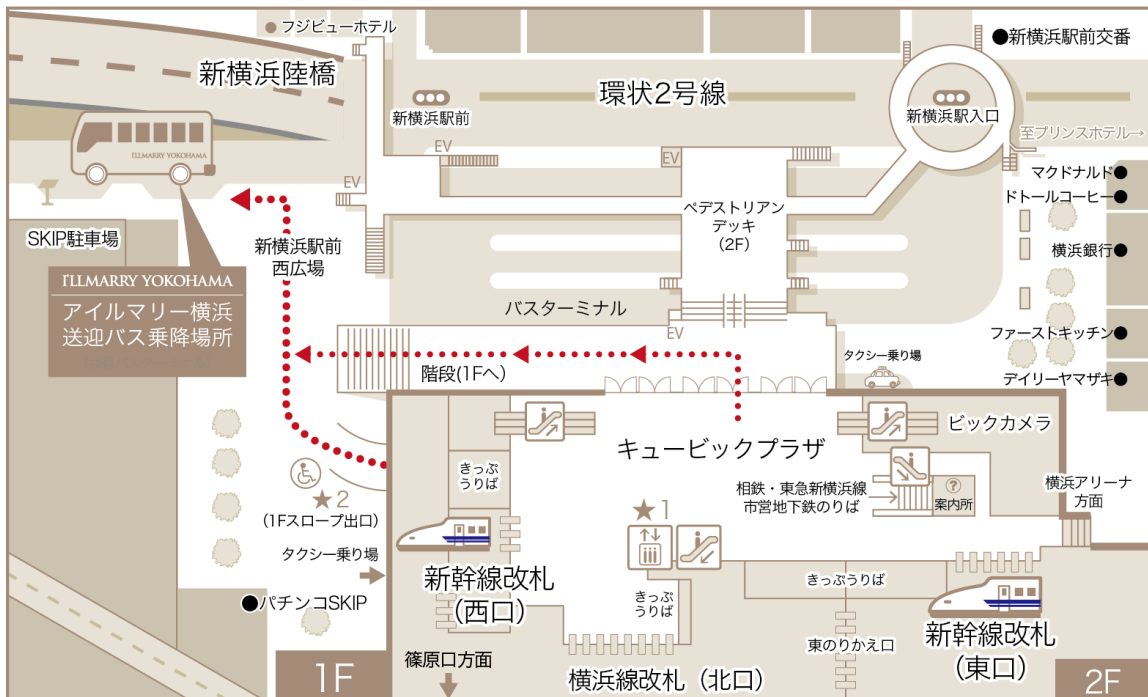 フジビューホテル
新横浜陸橋
新横浜駅前
環状2号線
新横浜駅入口
●新横浜駅前交番
至プリンスホテル→
I'LLMARRY YOKOHAMA
EV
EV
EV
マクドナルド●
ドトールコーヒー●
横浜銀行●
ファーストキッチン●
デイリーヤマザキ●
ペデストリアン
デッキ
(2F)
SKIP駐車場
新横浜駅前
西広場
I'LLMARRY YOKOHAMA
アイルマリー横浜
送迎バス乗降場所
バスターミナル
EV
階段(1Fへ)
タクシー乗り場
キュービックプラザ
ビックカメラ
きっぷ
うりば
相鉄・東急新横浜線
市営地下鉄のりば
?
案内所
横浜アリーナ
方面
★2
(1Fスロープ出口)
★1
タクシー乗り場
新幹線改札
(西口)
きっぷ
うりば
きっぷうりば
●パチンコSKIP
東のりかえ口
新幹線改札
(東口)
篠原口方面
横浜線改札(北口)
1F
2F